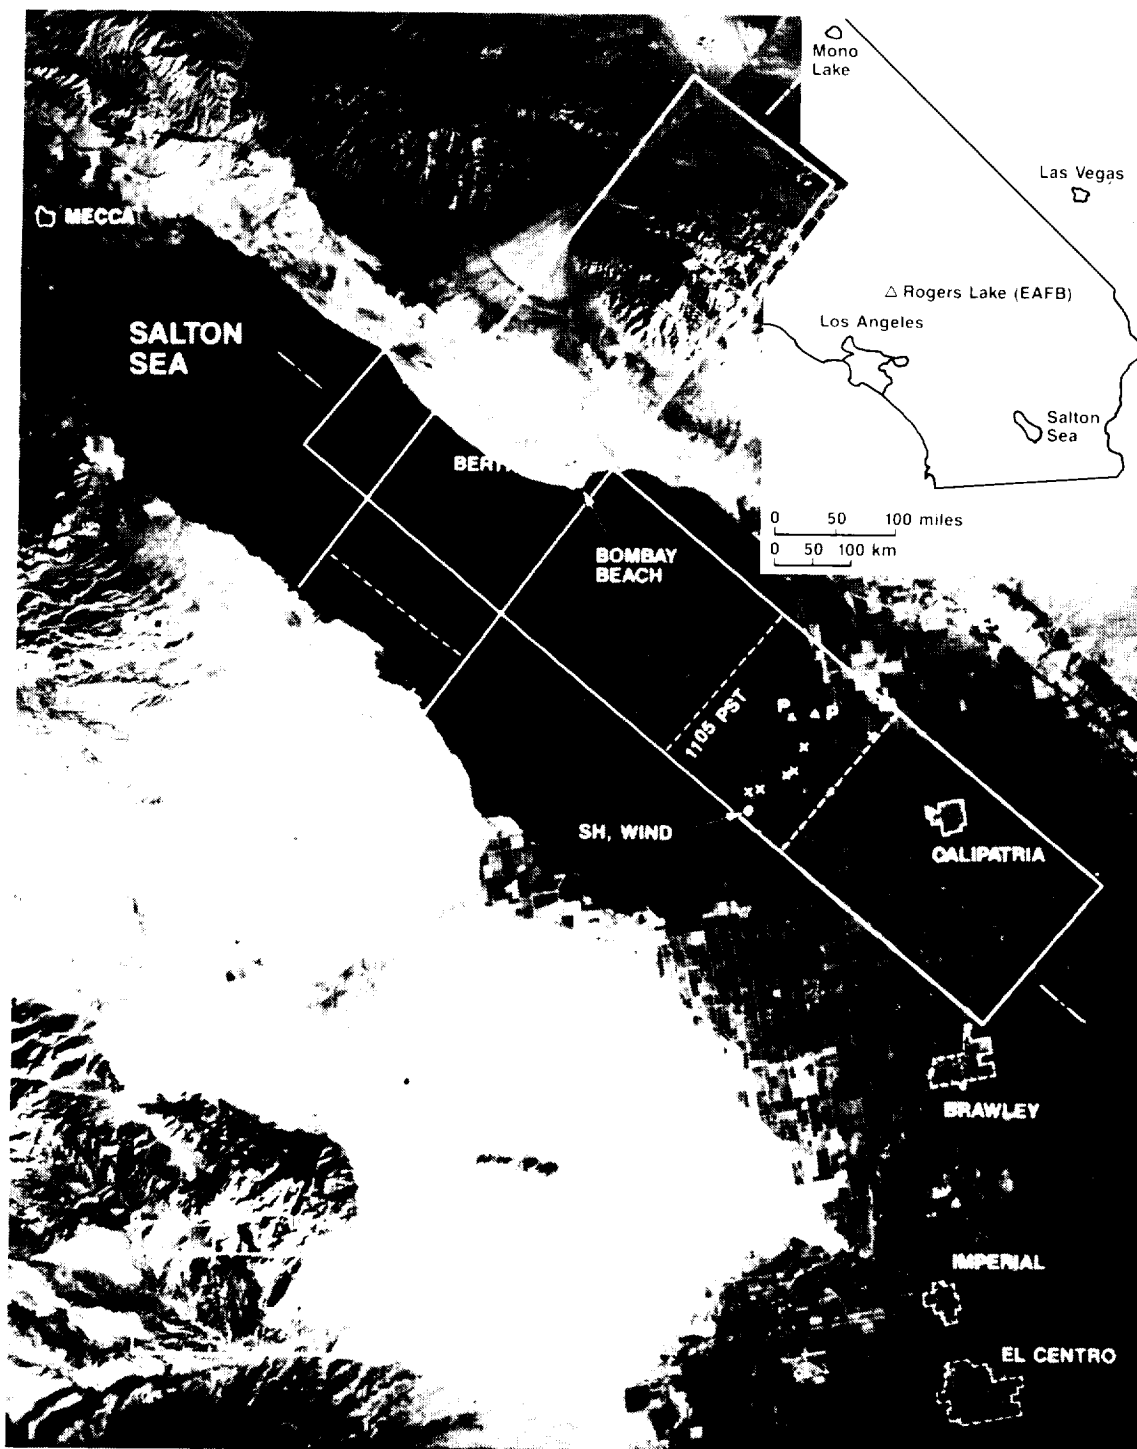 Mono
Lake
Las Vegas
MECCA
△ Rogers Lake (EAFB)
Los Angeles
SALTON
SEA
Salton
Sea
0 50 100 miles
0 50 100 km
BOMBAY
BEACH
P
P
1105 PST
x
x
x
x x
SH, WIND
CALIPATRIA
BRAWLEY
IMPERIAL
EL CENTRO